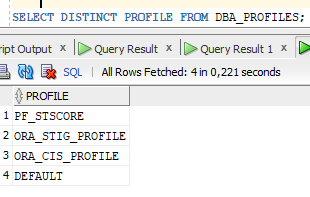 SELECT DISTINCT PROFILE FROM DBA_PROFILES;
ript Output × Query Result × Query Result 1 ×
SQL | All Rows Fetched: 4 in 0,221 seconds
PROFILE
1 PF_STSCORE
2 ORA_STIG_PROFILE
3 ORA_CIS_PROFILE
4 DEFAULT